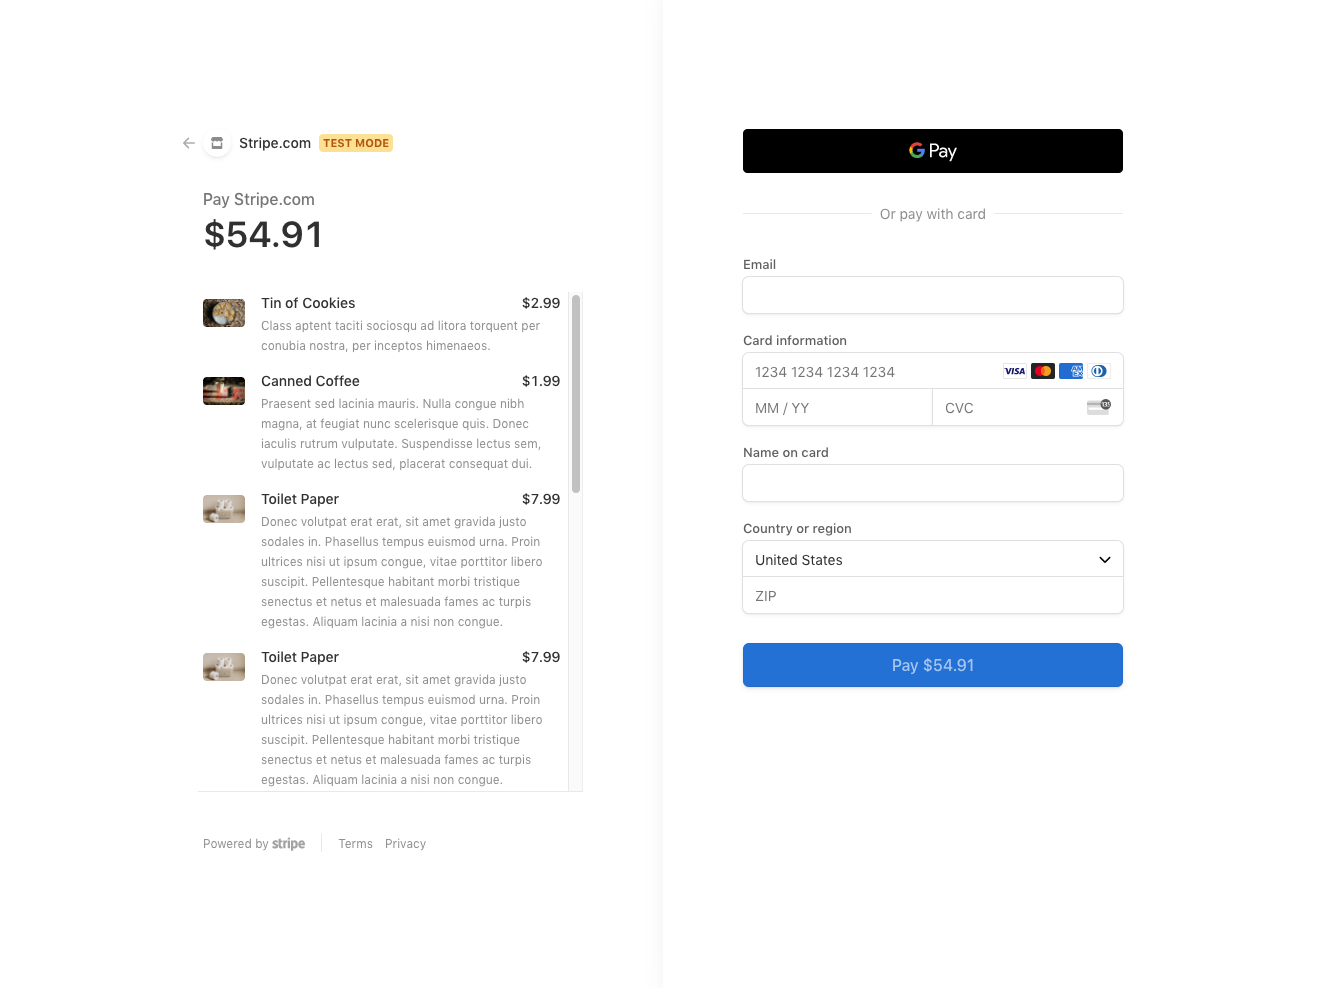 Stripe.com TEST MODE
Pay Stripe.com
$54.91
Tin of Cookies $2.99
Class aptent taciti sociosqu ad litora torquent per
conubia nostra, per inceptos himenaeos.
Canned Coffee $1.99
Praesent sed lacinia mauris. Nulla congue nibh
magna, at feugiat nunc scelerisque quis. Donec
iaculis rutrum vulputate. Suspendisse lectus sem,
vulputate ac lectus sed, placerat consequat dui.
Toilet Paper $7.99
Donec volutpat erat erat, sit amet gravida justo
sodales in. Phasellus tempus euismod urna. Proin
ultrices nisi ut ipsum congue, vitae porttitor libero
suscipit. Pellentesque habitant morbi tristique
senectus et netus et malesuada fames ac turpis
egestas. Aliquam lacinia a nisi non congue.
Toilet Paper $7.99
Donec volutpat erat erat, sit amet gravida justo
sodales in. Phasellus tempus euismod urna. Proin
ultrices nisi ut ipsum congue, vitae porttitor libero
suscipit. Pellentesque habitant morbi tristique
senectus et netus et malesuada fames ac turpis
egestas. Aliquam lacinia a nisi non congue.
Powered by stripe Terms Privacy
G Pay
Or pay with card
Email
Card information
1234 1234 1234 1234 VISA
MM / YY CVC
Name on card
Country or region
United States
ZIP
Pay $54.91